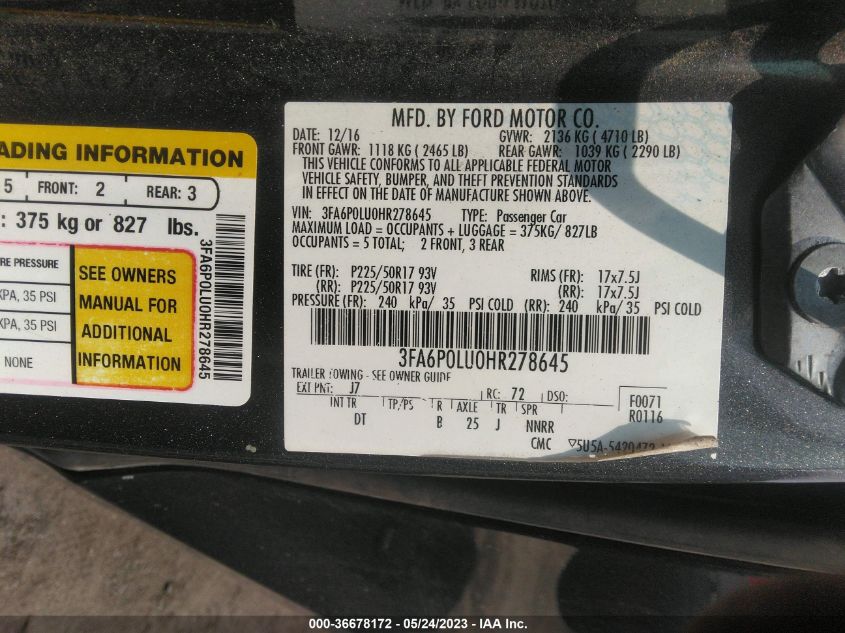 ADING INFORMATION
5 FRONT: 2 REAR: 3
: 375 kg or 827 lbs.
RE PRESSURE
KPA, 35 PSI
KPA, 35 PSI
NONE
SEE OWNERS
MANUAL FOR
ADDITIONAL
INFORMATION
3FA6P0LU0HR278645
MFD. BY FORD MOTOR CO.
DATE: 12/16 GVWR: 2136 KG ( 4710 LB)
FRONT GAWR: 1118 KG ( 2465 LB) REAR GAWR: 1039 KG ( 2290 LB)
THIS VEHICLE CONFORMS TO ALL APPLICABLE FEDERAL MOTOR
VEHICLE SAFETY, BUMPER, AND THEFT PREVENTION STANDARDS
IN EFFECT ON THE DATE OF MANUFACTURE SHOWN ABOVE.
VIN: 3FA6P0LU0HR278645 TYPE: Passenger Car
MAXIMUM LOAD = OCCUPANTS + LUGGAGE = 375KG/ 827LB
OCCUPANTS = 5 TOTAL; 2 FRONT, 3 REAR
TIRE (FR): P225/50R17 93V RIMS (FR): 17x7.5J
(RR): P225/50R17 93V (RR): 17x7.5J
PRESSURE (FR): 240 kPa/ 35 PSI COLD (RR): 240 kPa/ 35 PSI COLD
3FA6P0LU0HR278645
TRAILER TOWING - SEE OWNER GUIDE
EXT PNT: J7 RC: 72 DSO:
INT TR TP/PS R AXLE TR SPR
DT B 25 J NNRR
F0071
R0116
CMC ▽5U5A-5420472
000-36678172 - 05/24/2023 - IAA Inc.